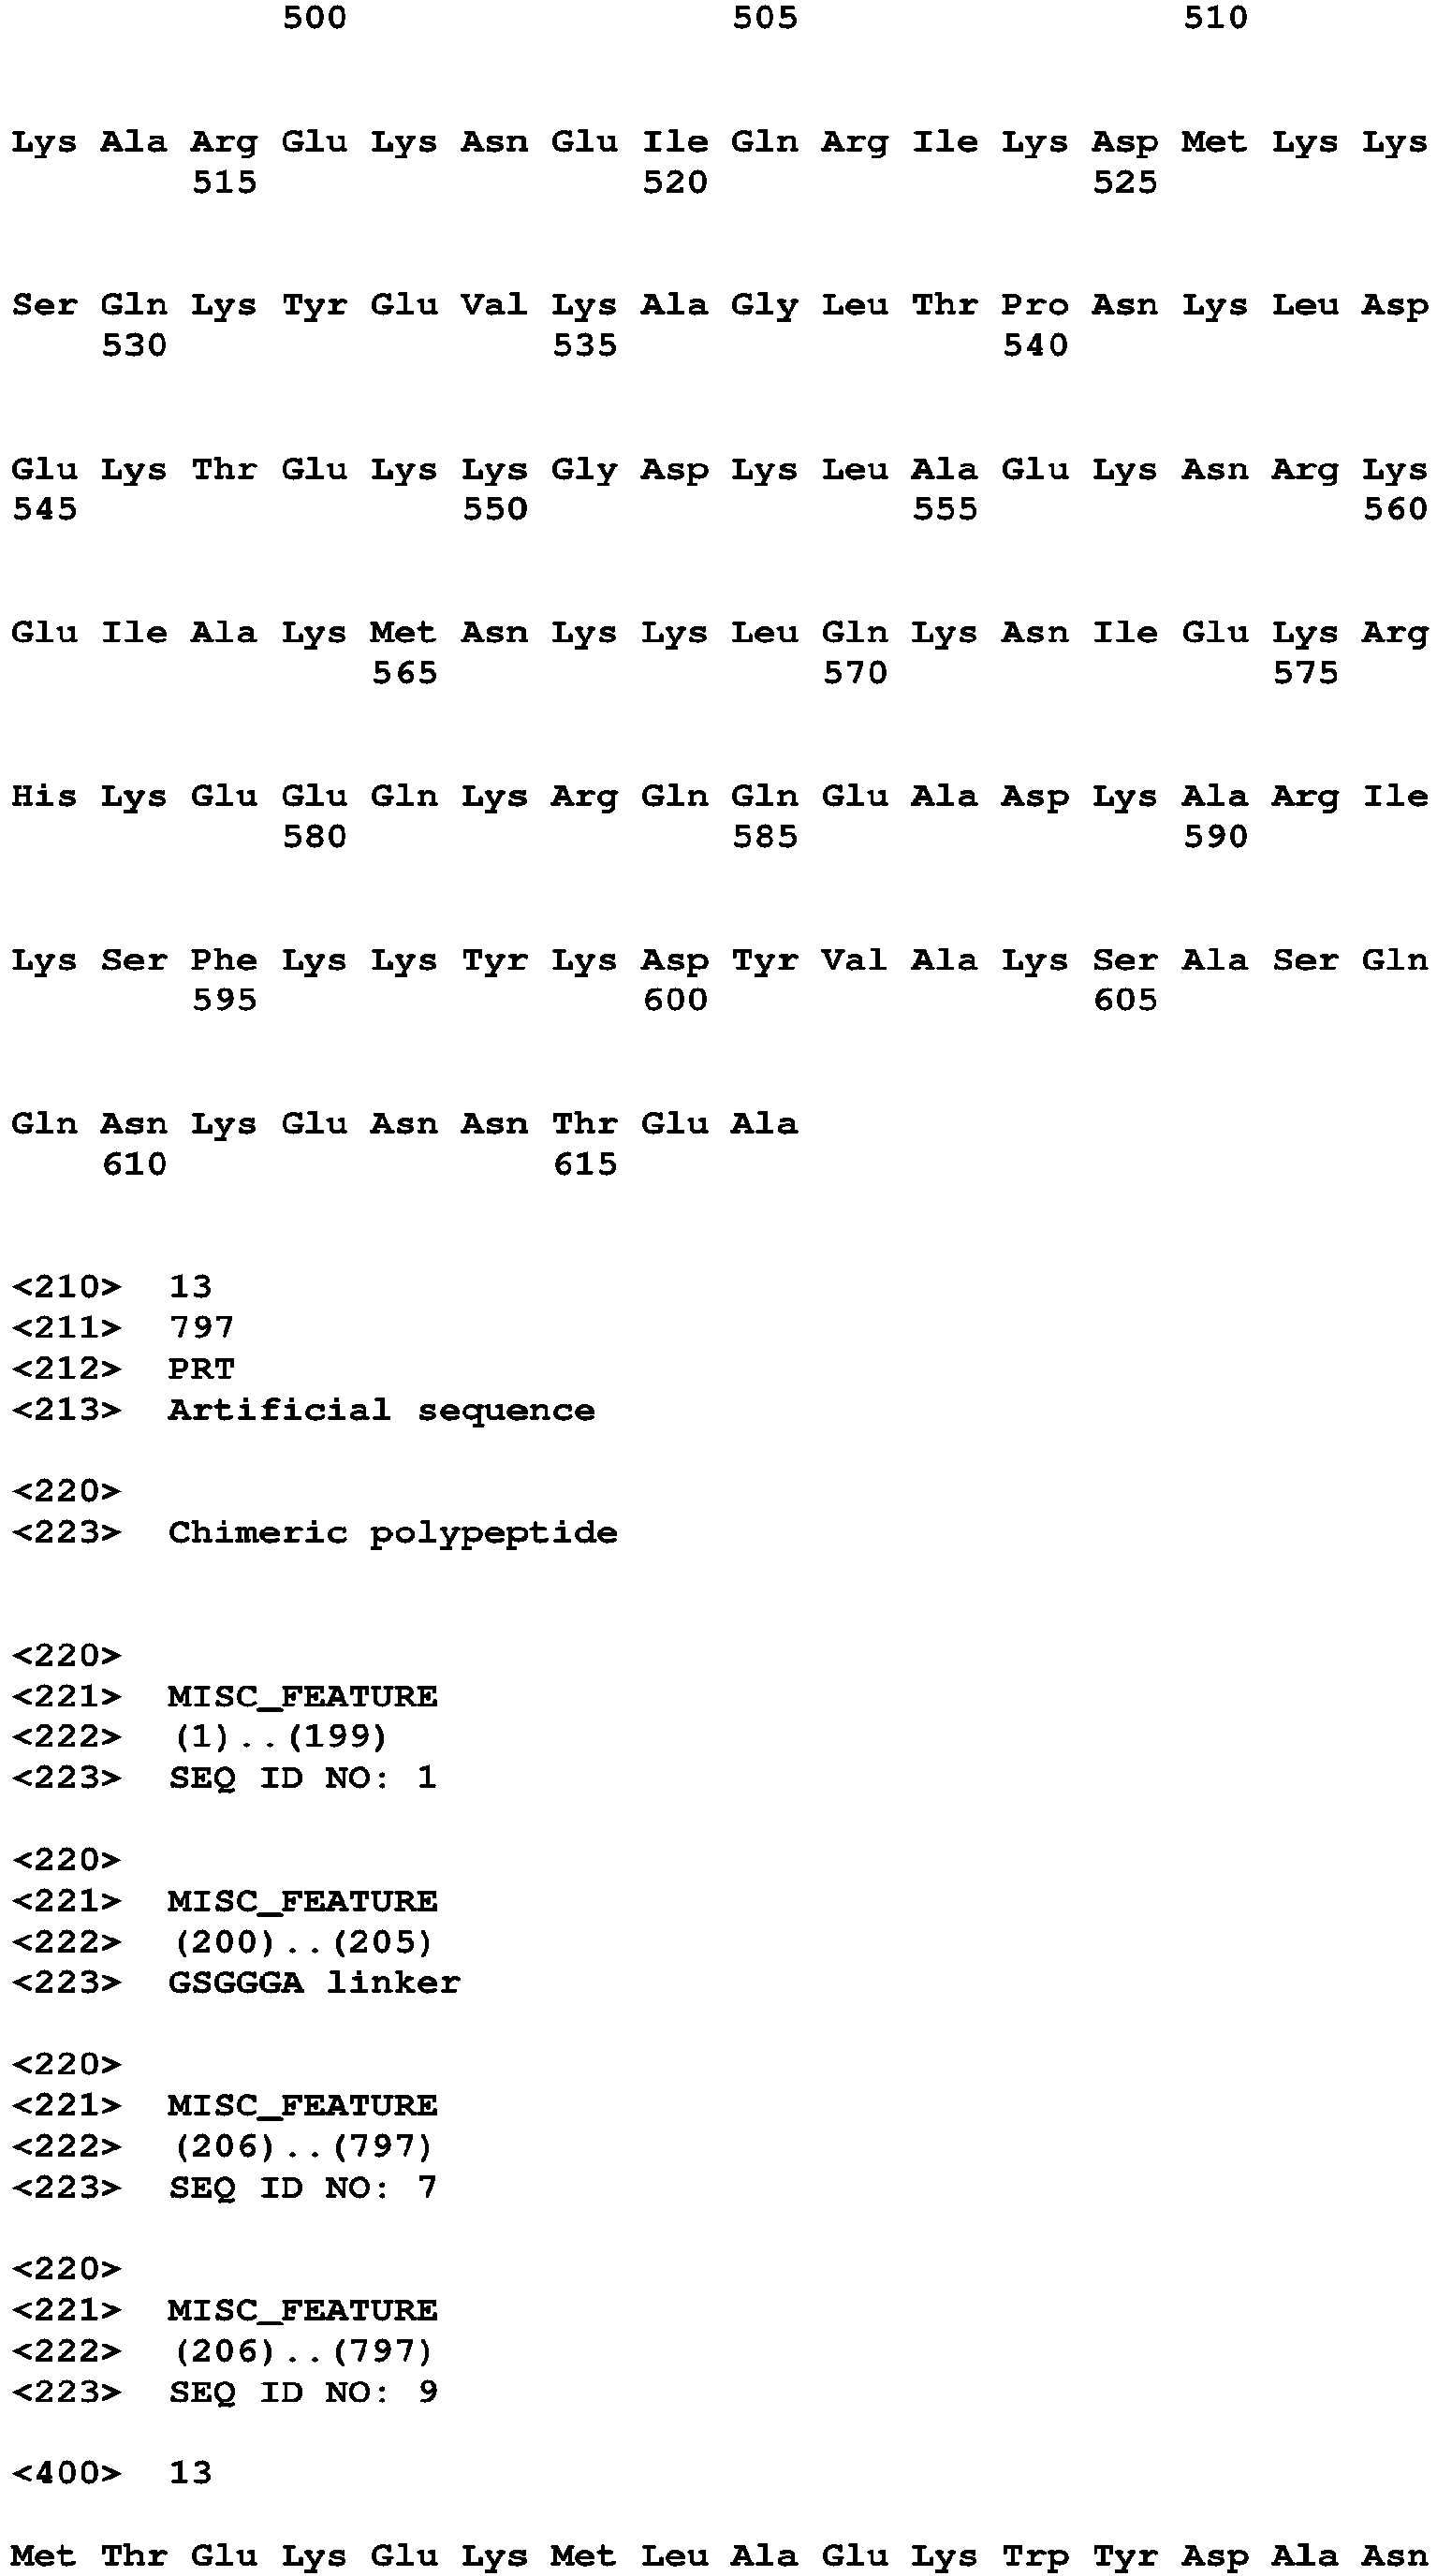 500 505 510
Lys Ala Arg Glu Lys Asn Glu Ile Gln Arg Ile Lys Asp Met Lys Lys
515 520 525
Ser Gln Lys Tyr Glu Val Lys Ala Gly Leu Thr Pro Asn Lys Leu Asp
530 535 540
Glu Lys Thr Glu Lys Lys Gly Asp Lys Leu Ala Glu Lys Asn Arg Lys
545 550 555 560
Glu Ile Ala Lys Met Asn Lys Lys Leu Gln Lys Asn Ile Glu Lys Arg
565 570 575
His Lys Glu Glu Gln Lys Arg Gln Gln Glu Ala Asp Lys Ala Arg Ile
580 585 590
Lys Ser Phe Lys Lys Tyr Lys Asp Tyr Val Ala Lys Ser Ala Ser Gln
595 600 605
Gln Asn Lys Glu Asn Asn Thr Glu Ala
610 615
<210> 13
<211> 797
<212> PRT
<213> Artificial sequence
<220>
<223> Chimeric polypeptide
<220>
<221> MISC_FEATURE
<222> (1)..(199)
<223> SEQ ID NO: 1
<220>
<221> MISC_FEATURE
<222> (200)..(205)
<223> GSGGGA linker
<220>
<221> MISC_FEATURE
<222> (206)..(797)
<223> SEQ ID NO: 7
<220>
<221> MISC_FEATURE
<222> (206)..(797)
<223> SEQ ID NO: 9
<400> 13
Met Thr Glu Lys Glu Lys Met Leu Ala Glu Lys Trp Tyr Asp Ala Asn